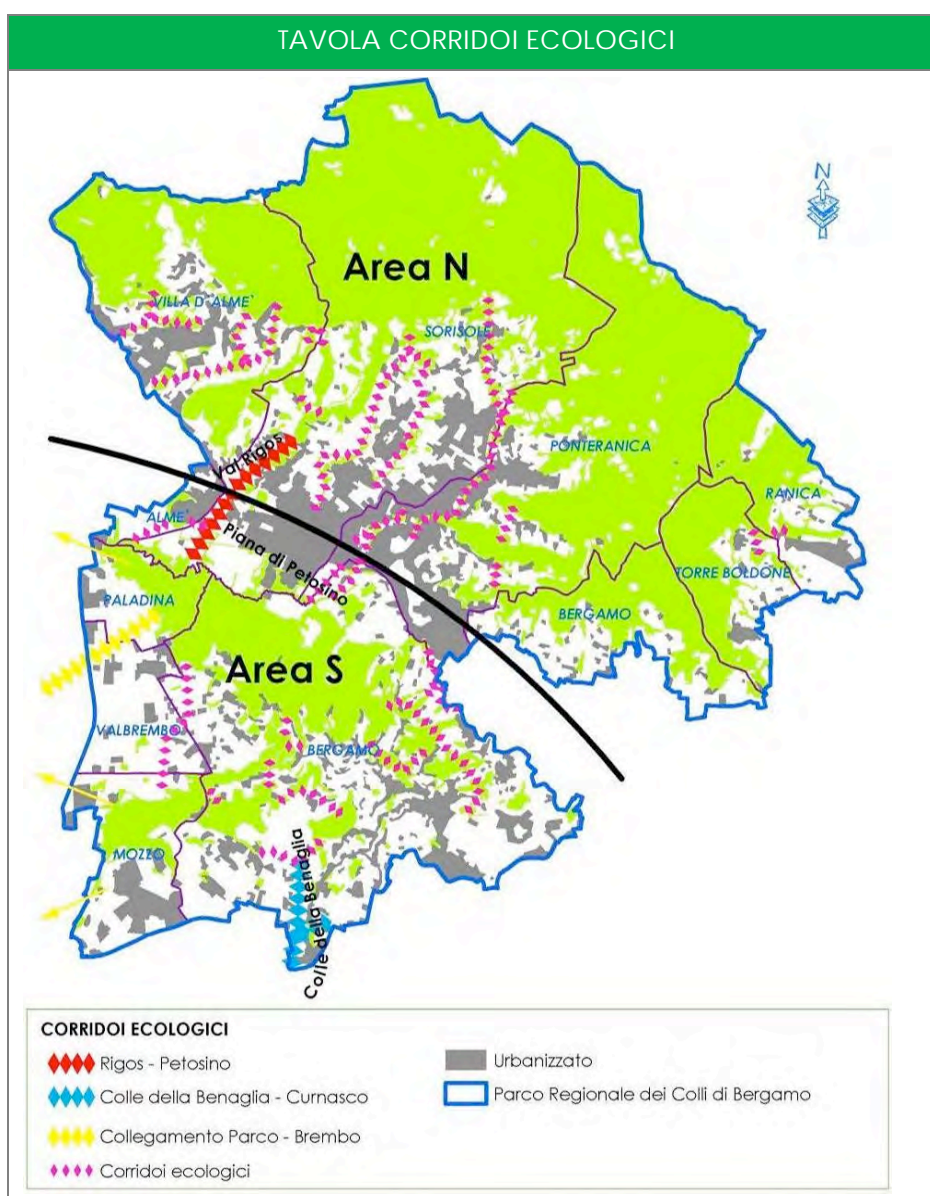 TAVOLA CORRIDOI ECOLOGICI
N
Area N
VILLA D'ALME'
SORISOLE
Val Rigos
PONTERANICA
RANICA
ALME'
Piana di Petosino
TORRE BOLDONE
PALADINA
BERGAMO
Area S
VALBREMBO
BERGAMO
MOZZO
Colle della Benaglia
CORRIDOI ECOLOGICI
Rigos - Petosino
Colle della Benaglia - Curnasco
Collegamento Parco - Brembo
Corridoi ecologici
Urbanizzato
Parco Regionale dei Colli di Bergamo